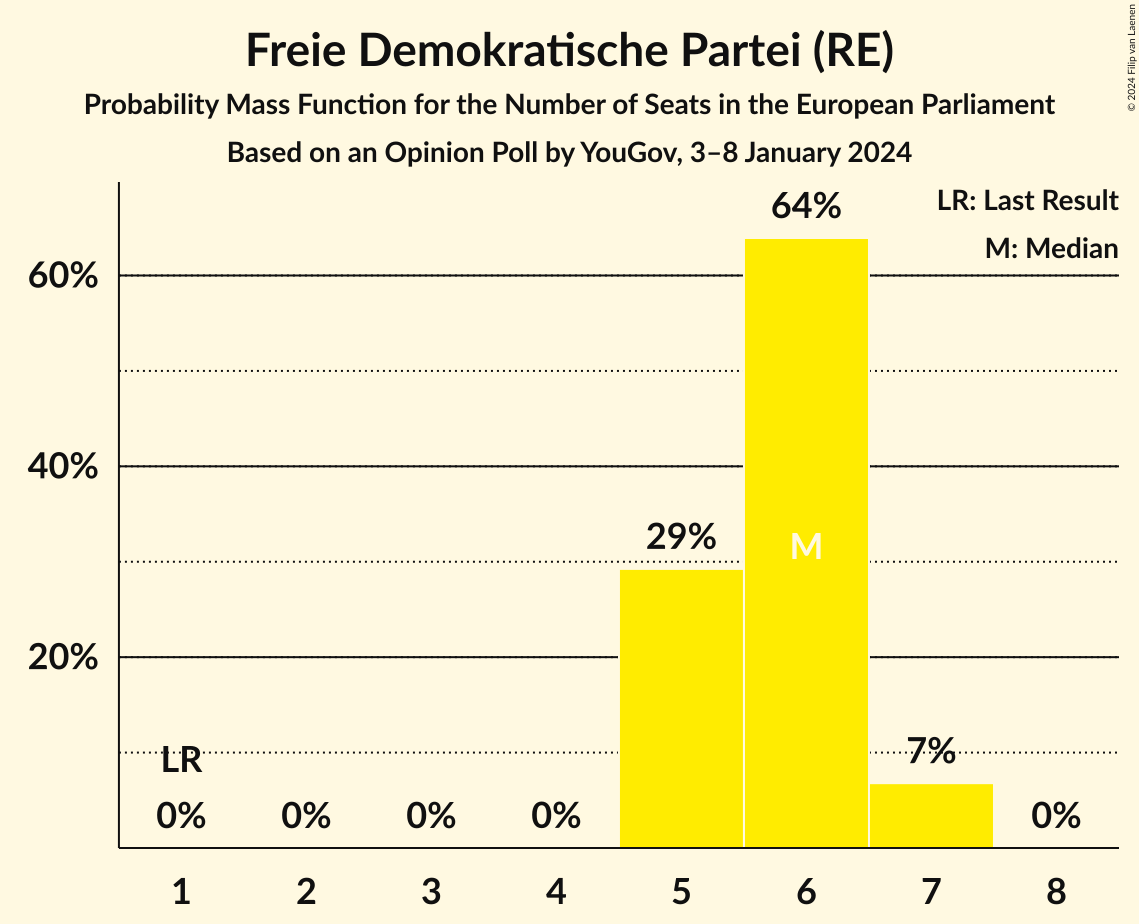 Freie Demokratische Partei (RE)
Probability Mass Function for the Number of Seats in the European Parliament
Based on an Opinion Poll by YouGov, 3–8 January 2024
© 2024 Filip van Laenen
LR: Last Result
M: Median
64%
60%
40%
29%
M
20%
LR
7%
0%
0%
0%
0%
0%
1 2 3 4 5 6 7 8